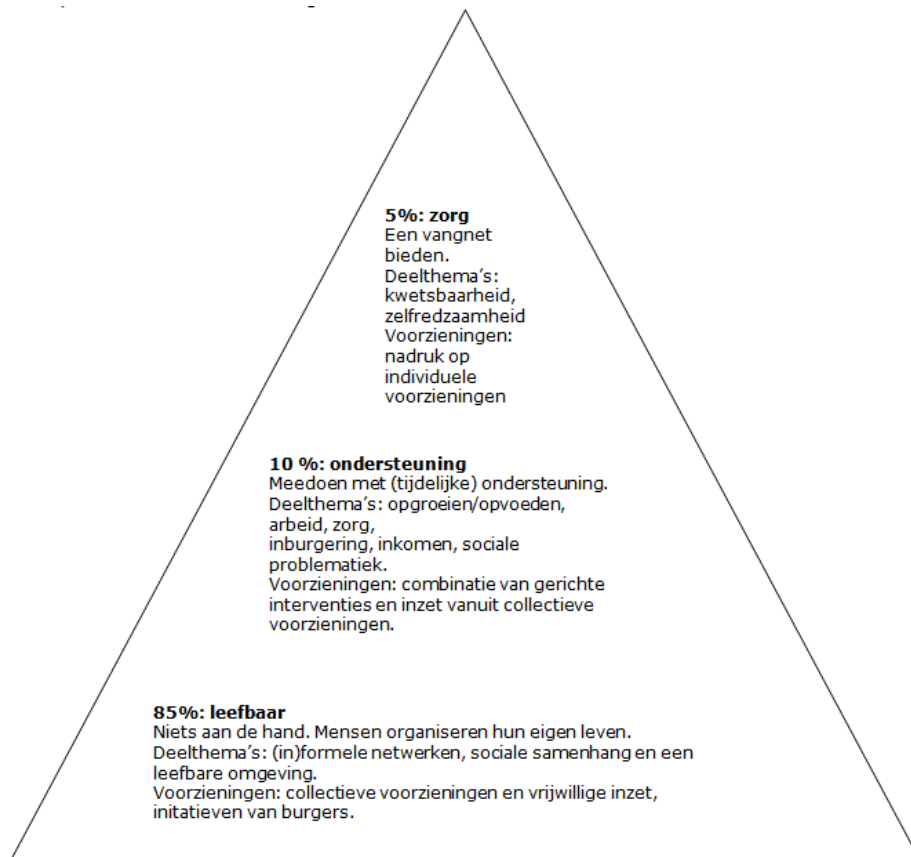 5%: zorg
Een vangnet
bieden.
Deelthema's:
kwetsbaarheid,
zelfredzaamheid
Voorzieningen:
nadruk op
individuele
voorzieningen
10 %: ondersteuning
Meedoen met (tijdelijke) ondersteuning.
Deelthema's: opgroeien/opvoeden,
arbeid, zorg,
inburgering, inkomen, sociale
problematiek.
Voorzieningen: combinatie van gerichte
interventies en inzet vanuit collectieve
voorzieningen.
85%: leefbaar
Niets aan de hand. Mensen organiseren hun eigen leven.
Deelthema's: (in)formele netwerken, sociale samenhang en een
leefbare omgeving.
Voorzieningen: collectieve voorzieningen en vrijwillige inzet,
initatieven van burgers.